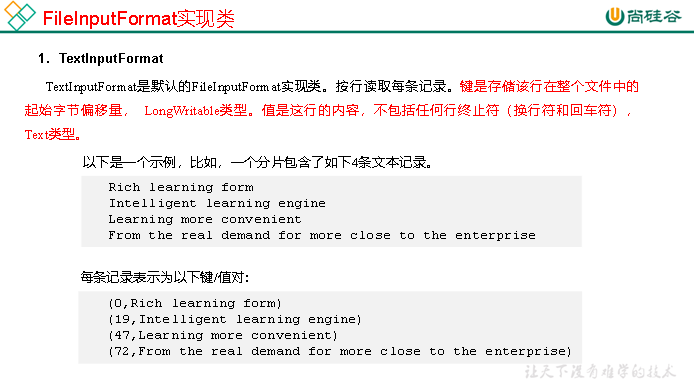 FileInputFormat实现类
尚硅谷
1．TextInputFormat
TextInputFormat是默认的FileInputFormat实现类。按行读取每条记录。键是存储该行在整个文件中的
起始字节偏移量， LongWritable类型。值是这行的内容，不包括任何行终止符（换行符和回车符），
Text类型。
以下是一个示例，比如，一个分片包含了如下4条文本记录。
Rich learning form
Intelligent learning engine
Learning more convenient
From the real demand for more close to the enterprise
每条记录表示为以下键/值对：
(0,Rich learning form)
(19,Intelligent learning engine)
(47,Learning more convenient)
(72,From the real demand for more close to the enterprise)
让天下没有难学的技术